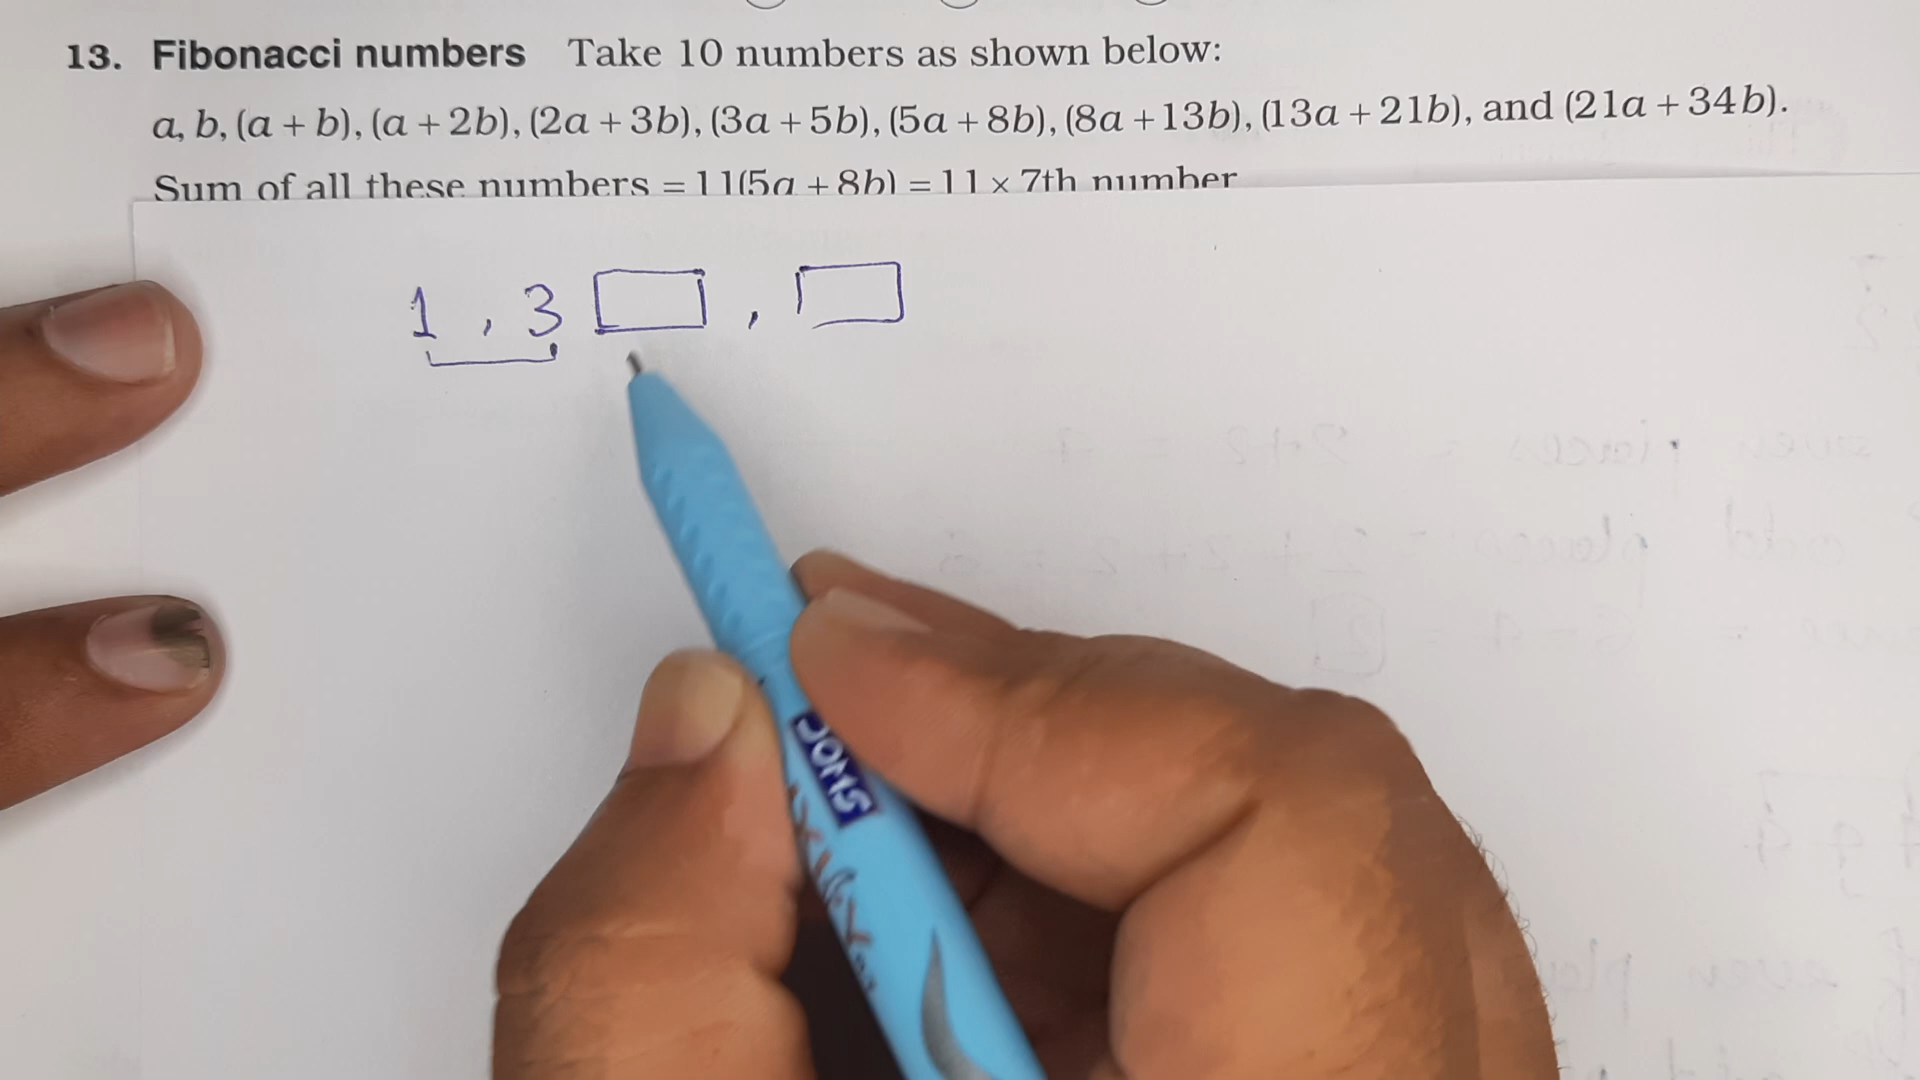 13. Fibonacci numbers Take 10 numbers as shown below:
a, b, (a + b), (a + 2b), (2a + 3b), (3a + 5b), (5a + 8b), (8a + 13b), (13a + 21b), and (21a + 34b).
Sum of all these numbers = 11(5a + 8b) = 11 × 7th number
1 , 3 ,
DOMS